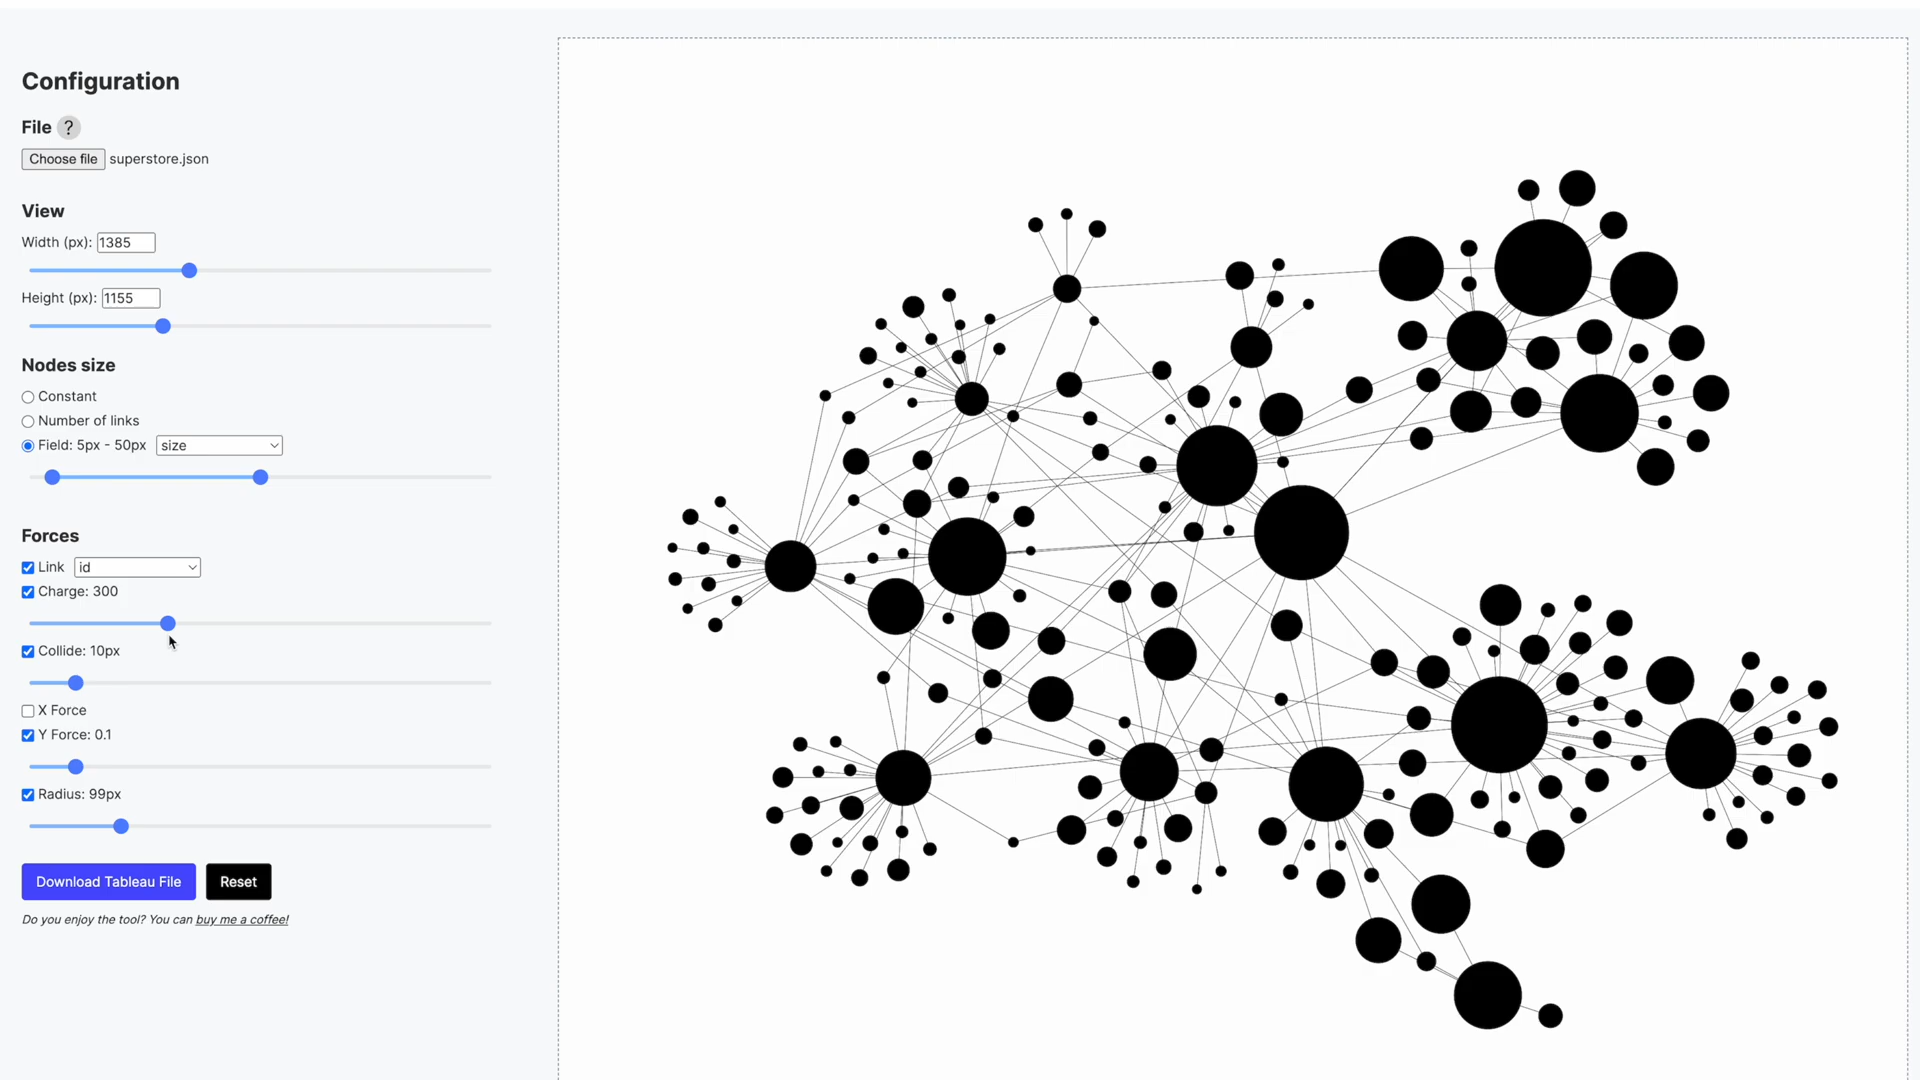 Configuration
File ?
Choose file superstore.json
View
Width (px): 1385
Height (px): 1155
Nodes size
Constant
Number of links
Field: 5px - 50px size
Forces
Link id
Charge: 300
Collide: 10px
X Force
Y Force: 0.1
Radius: 99px
Download Tableau File Reset
Do you enjoy the tool? You can buy me a coffee!